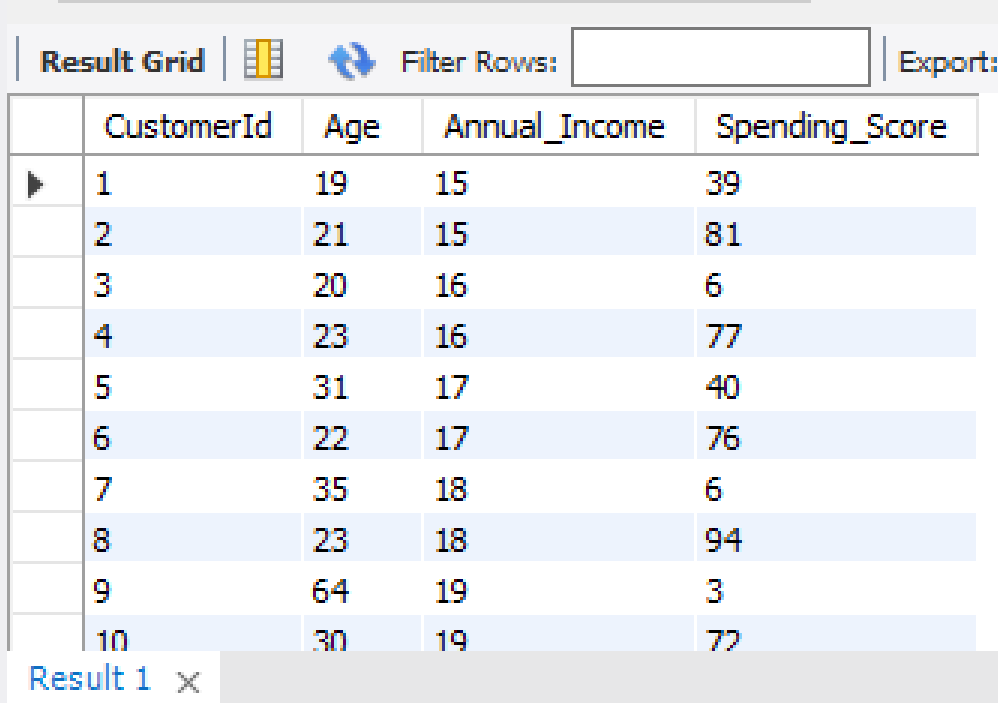 Result Grid Filter Rows: Export:
CustomerId Age Annual_Income Spending_Score
1 19 15 39
2 21 15 81
3 20 16 6
4 23 16 77
5 31 17 40
6 22 17 76
7 35 18 6
8 23 18 94
9 64 19 3
10 30 19 72
Result 1 ×